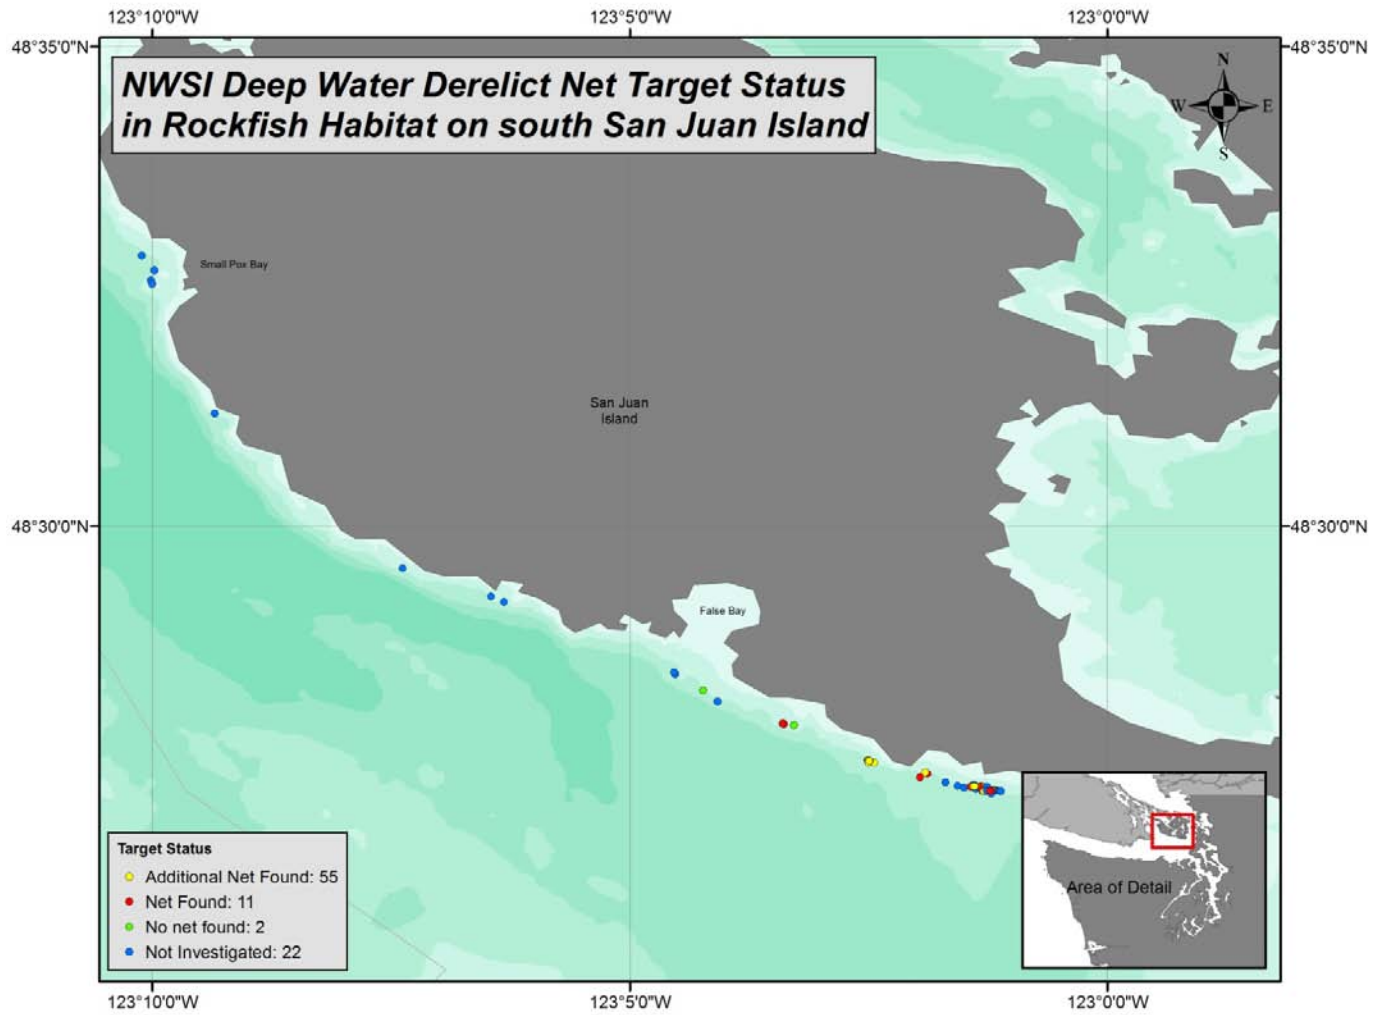 123°10'0"W
123°5'0"W
123°0'0"W
48°35'0"N
48°35'0"N
NWSI Deep Water Derelict Net Target Status
in Rockfish Habitat on south San Juan Island
N
W
E
S
Small Pox Bay
San Juan
Island
48°30'0"N
48°30'0"N
False Bay
Target Status
Additional Net Found: 55
Net Found: 11
No net found: 2
Not Investigated: 22
Area of Detail
123°10'0"W
123°5'0"W
123°0'0"W